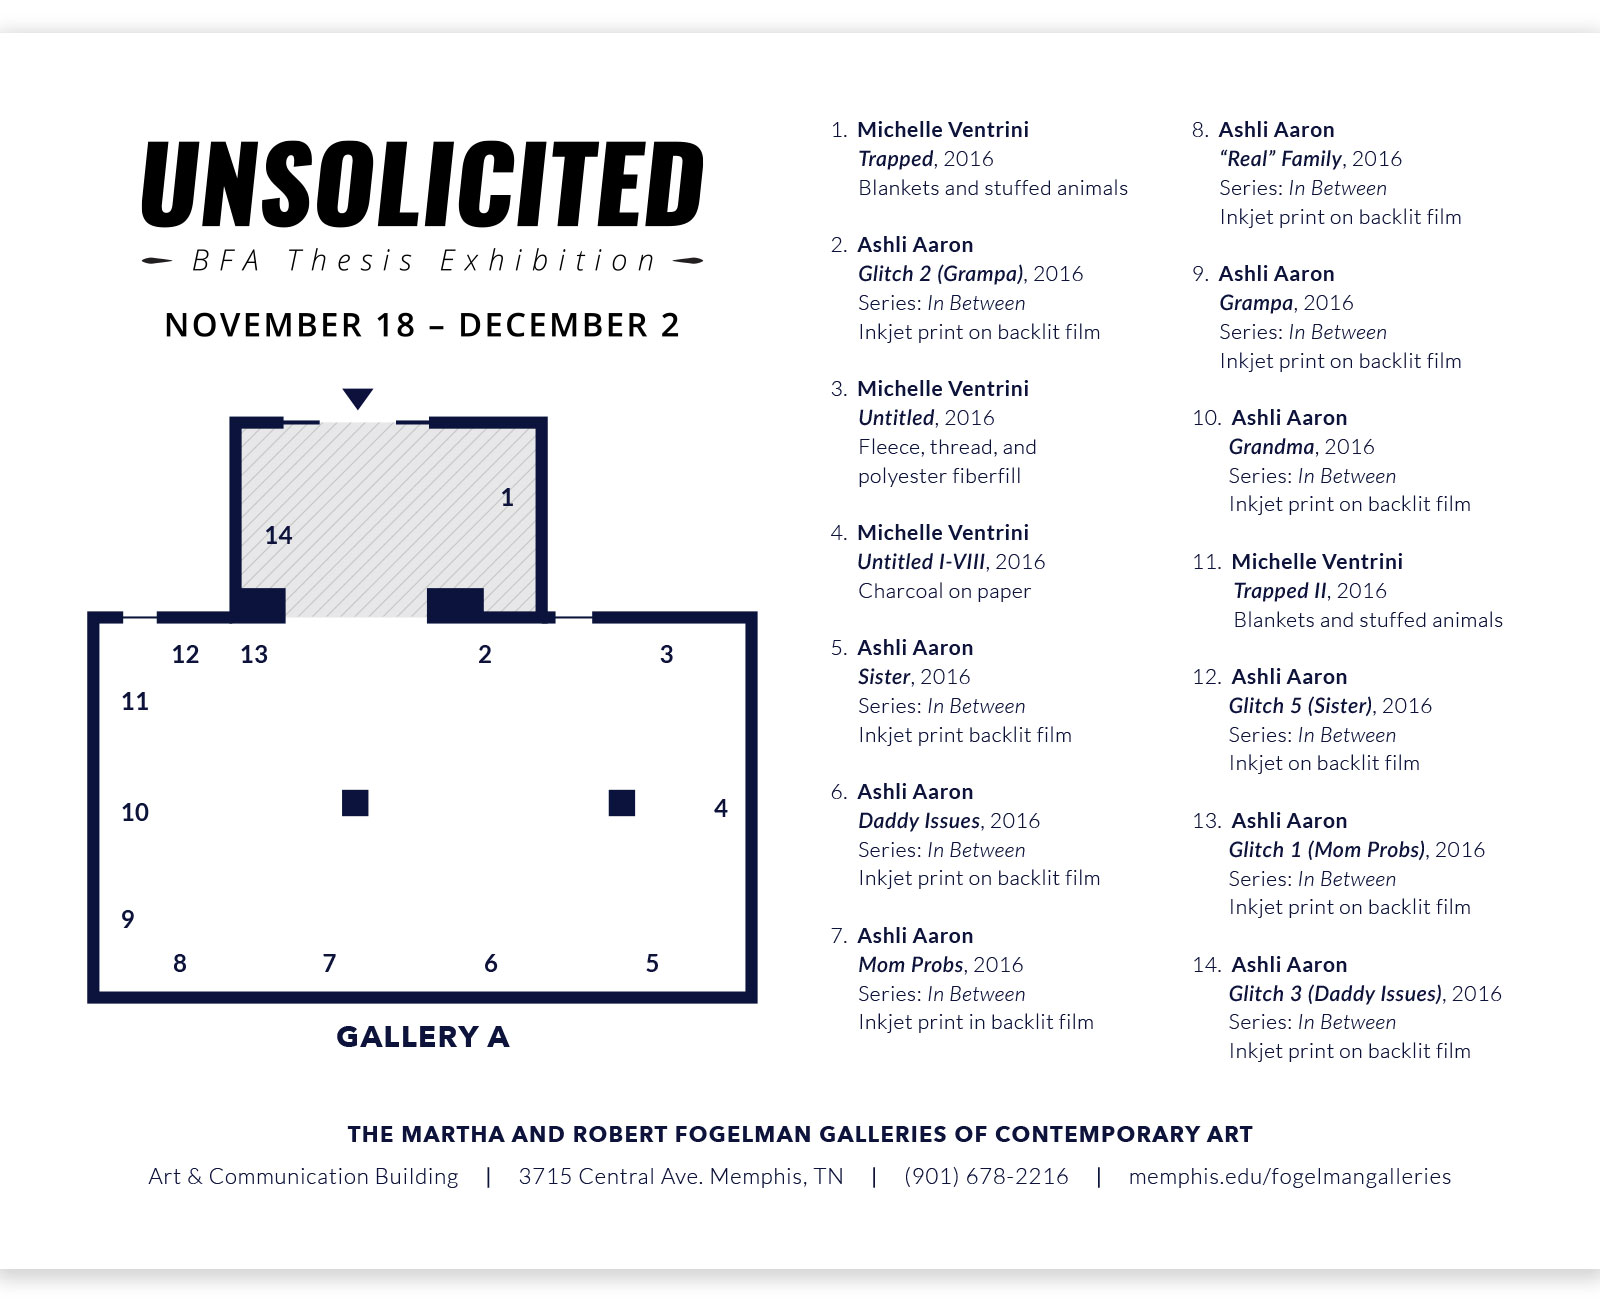 UNSOLICITED
BFA Thesis Exhibition
NOVEMBER 18 – DECEMBER 2
1
14
12
13
2
3
11
10
4
9
8
7
6
5
GALLERY A
1. Michelle Ventrini
Trapped, 2016
Blankets and stuffed animals
2. Ashli Aaron
Glitch 2 (Grampa), 2016
Series: In Between
Inkjet print on backlit film
3. Michelle Ventrini
Untitled, 2016
Fleece, thread, and
polyester fiberfill
4. Michelle Ventrini
Untitled I-VIII, 2016
Charcoal on paper
5. Ashli Aaron
Sister, 2016
Series: In Between
Inkjet print backlit film
6. Ashli Aaron
Daddy Issues, 2016
Series: In Between
Inkjet print on backlit film
7. Ashli Aaron
Mom Probs, 2016
Series: In Between
Inkjet print in backlit film
8. Ashli Aaron
“Real” Family, 2016
Series: In Between
Inkjet print on backlit film
9. Ashli Aaron
Grampa, 2016
Series: In Between
Inkjet print on backlit film
10. Ashli Aaron
Grandma, 2016
Series: In Between
Inkjet print on backlit film
11. Michelle Ventrini
Trapped II, 2016
Blankets and stuffed animals
12. Ashli Aaron
Glitch 5 (Sister), 2016
Series: In Between
Inkjet on backlit film
13. Ashli Aaron
Glitch 1 (Mom Probs), 2016
Series: In Between
Inkjet print on backlit film
14. Ashli Aaron
Glitch 3 (Daddy Issues), 2016
Series: In Between
Inkjet print on backlit film
THE MARTHA AND ROBERT FOGELMAN GALLERIES OF CONTEMPORARY ART
Art & Communication Building | 3715 Central Ave. Memphis, TN | (901) 678-2216 | memphis.edu/fogelmangalleries